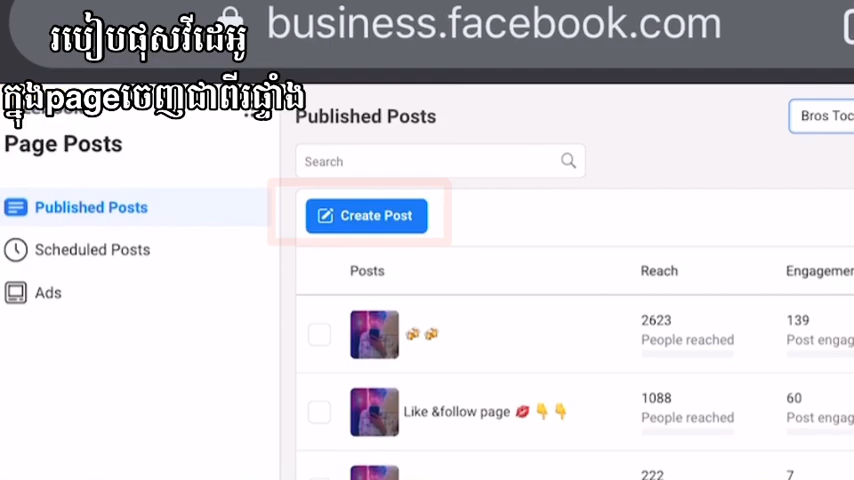 business.facebook.com
របៀបផុសវីដេអូ
ក្នុងpageចេញជាពីរផ្ទាំង
Page Posts
Published Posts
Scheduled Posts
Ads
Published Posts
Bros Toc
Search
Create Post
Posts Reach Engagemen
2623 139
People reached Post engag
Like &follow page 💋👇👇 1088 60
People reached Post engag
222 7